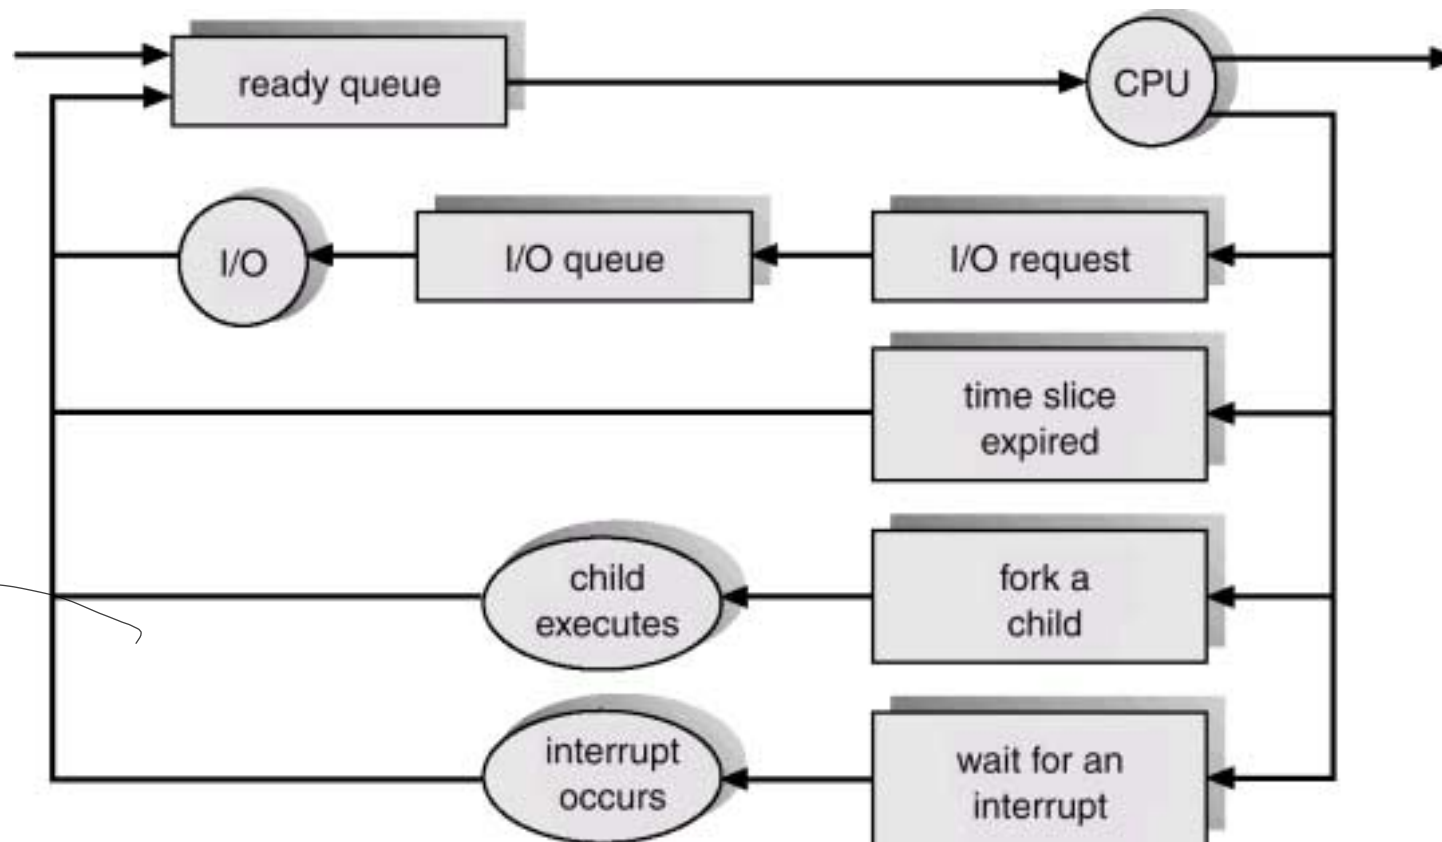 ready queue
CPU
I/O
I/O queue
I/O request
time slice
expired
child
executes
fork a
child
interrupt
occurs
wait for an
interrupt